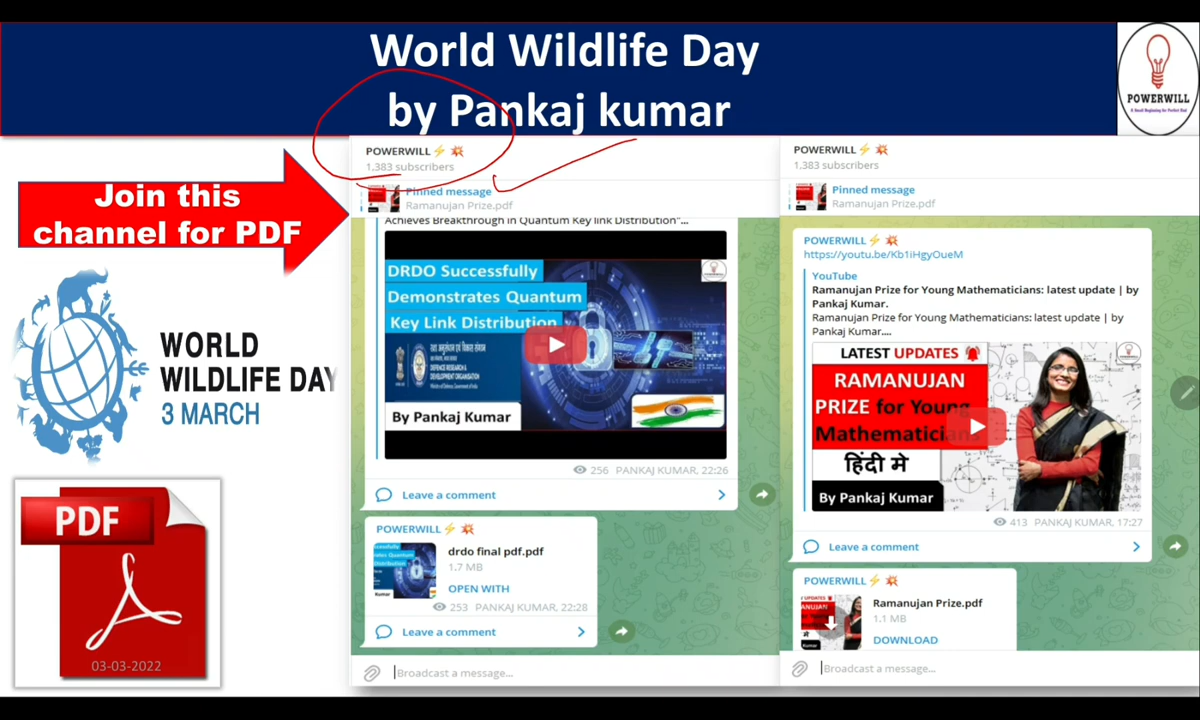 World Wildlife Day
by Pankaj kumar
POWERWILL
A Small Beginning for Perfect End
Join this
channel for PDF
WORLD
WILDLIFE DAY
3 MARCH
PDF
03-03-2022
POWERWILL⚡💥
1,383 subscribers
Pinned message
Ramanujan Prize.pdf
Achieves Breakthrough in Quantum Key link Distribution"...
DRDO Successfully
Demonstrates Quantum
Key Link Distribution
By Pankaj Kumar
256 PANKAJ KUMAR, 22:26
Leave a comment
POWERWILL⚡💥
drdo final pdf.pdf
1.7 MB
OPEN WITH
253 PANKAJ KUMAR, 22:28
Leave a comment
Broadcast a message...
POWERWILL⚡💥
1,383 subscribers
Pinned message
Ramanujan Prize.pdf
POWERWILL⚡💥
https://youtu.be/Kb1iHgyOueM
YouTube
Ramanujan Prize for Young Mathematicians: latest update | by
Pankaj Kumar.
Ramanujan Prize for Young Mathematicians: latest update | by
Pankaj Kumar....
LATEST UPDATES
RAMANUJAN
PRIZE for Young
Mathematicians
हिंदी मे
By Pankaj Kumar
413 PANKAJ KUMAR, 17:27
Leave a comment
POWERWILL⚡💥
Ramanujan Prize.pdf
1.1 MB
DOWNLOAD
Broadcast a message...